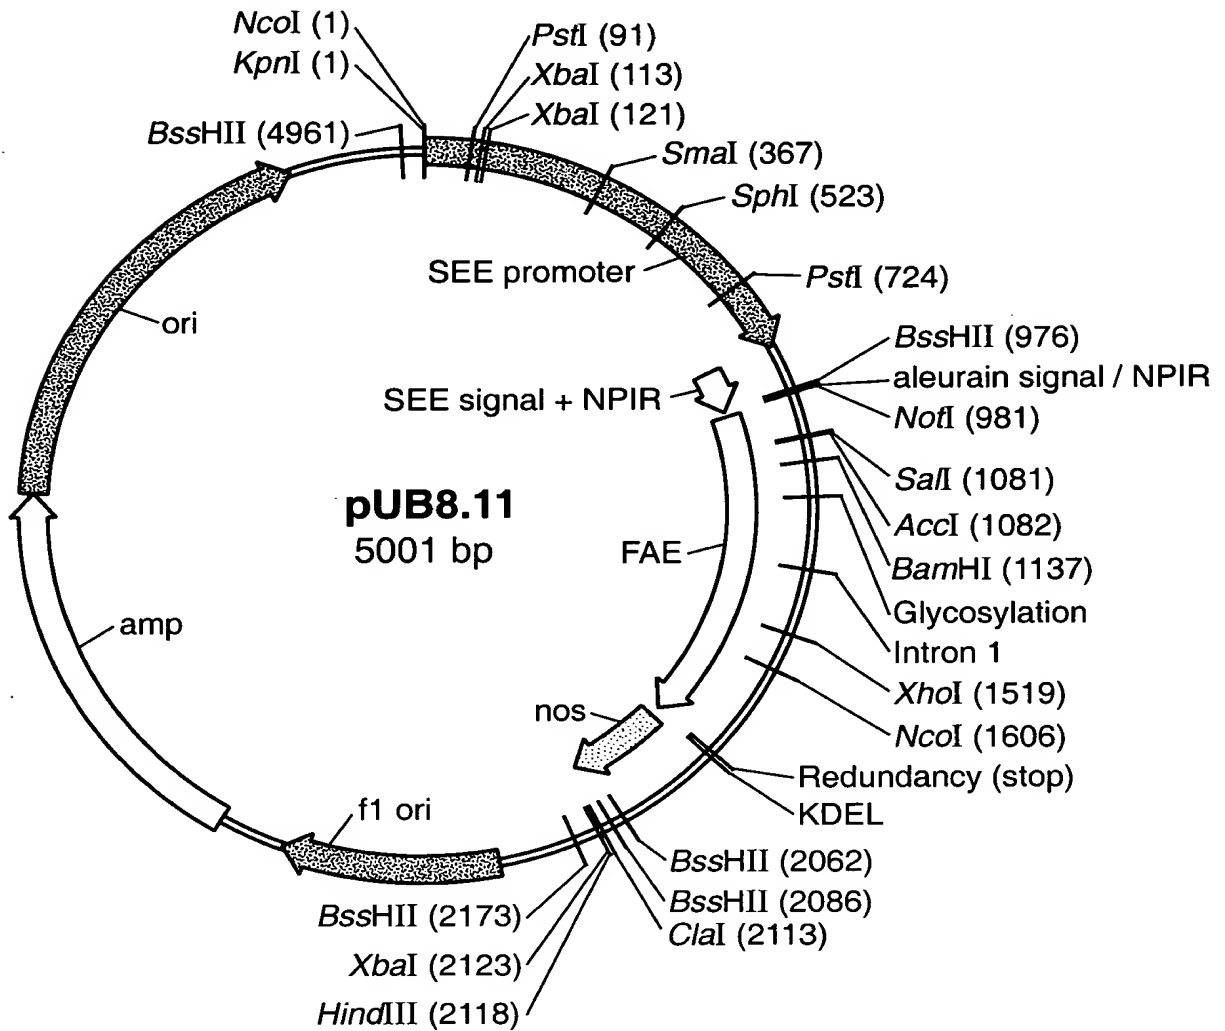 NcoI (1)
KpnI (1)
BssHII (4961)
PstI (91)
XbaI (113)
XbaI (121)
SmaI (367)
SphI (523)
SEE promoter
PstI (724)
ori
BssHII (976)
aleurain signal / NPIR
SEE signal + NPIR
NotI (981)
SalI (1081)
pUB8.11
5001 bp
AccI (1082)
FAE
BamHI (1137)
Glycosylation
amp
Intron 1
XhoI (1519)
nos
NcoI (1606)
Redundancy (stop)
KDEL
f1 ori
BssHII (2062)
BssHII (2086)
BssHII (2173)
ClaI (2113)
XbaI (2123)
HindIII (2118)